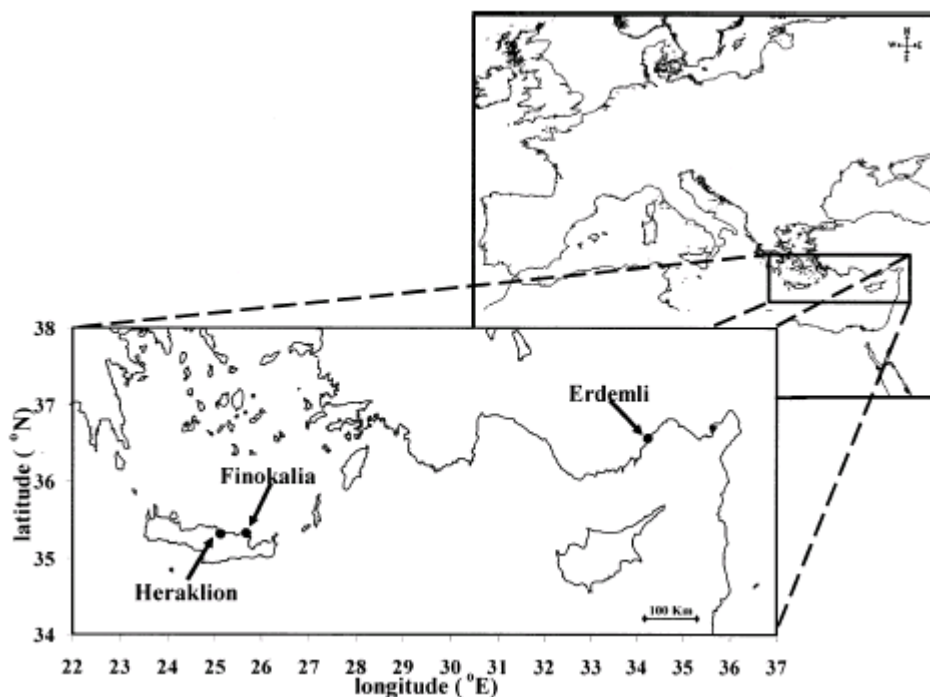 N
W E
S
38
37
36
35
34
latitude ( °N)
Erdemli
Finokalia
Heraklion
100 Km
22 23 24 25 26 27 28 29 30 31 32 33 34 35 36 37
longitude ( °E)